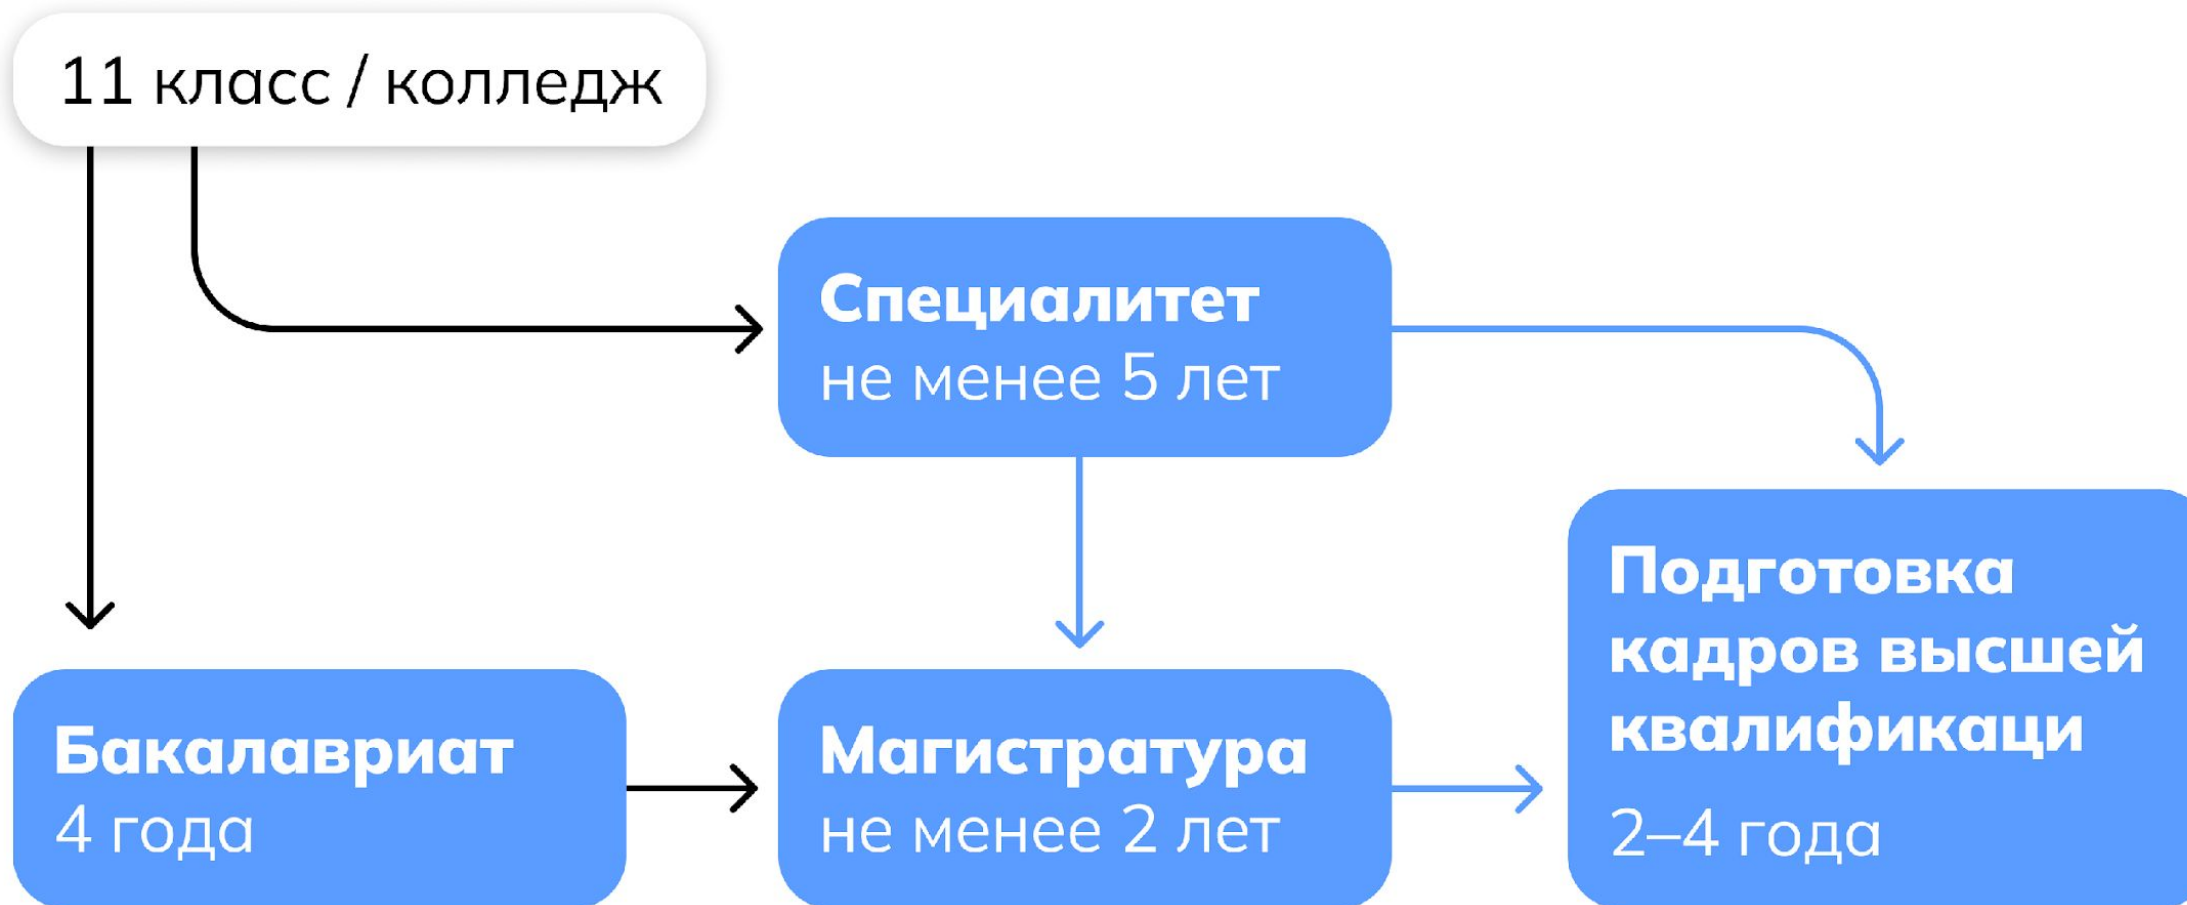 11 класс / колледж
Специалитет
не менее 5 лет
Бакалавриат
4 года
Магистратура
не менее 2 лет
Подготовка
кадров высшей
квалификаци
2–4 года